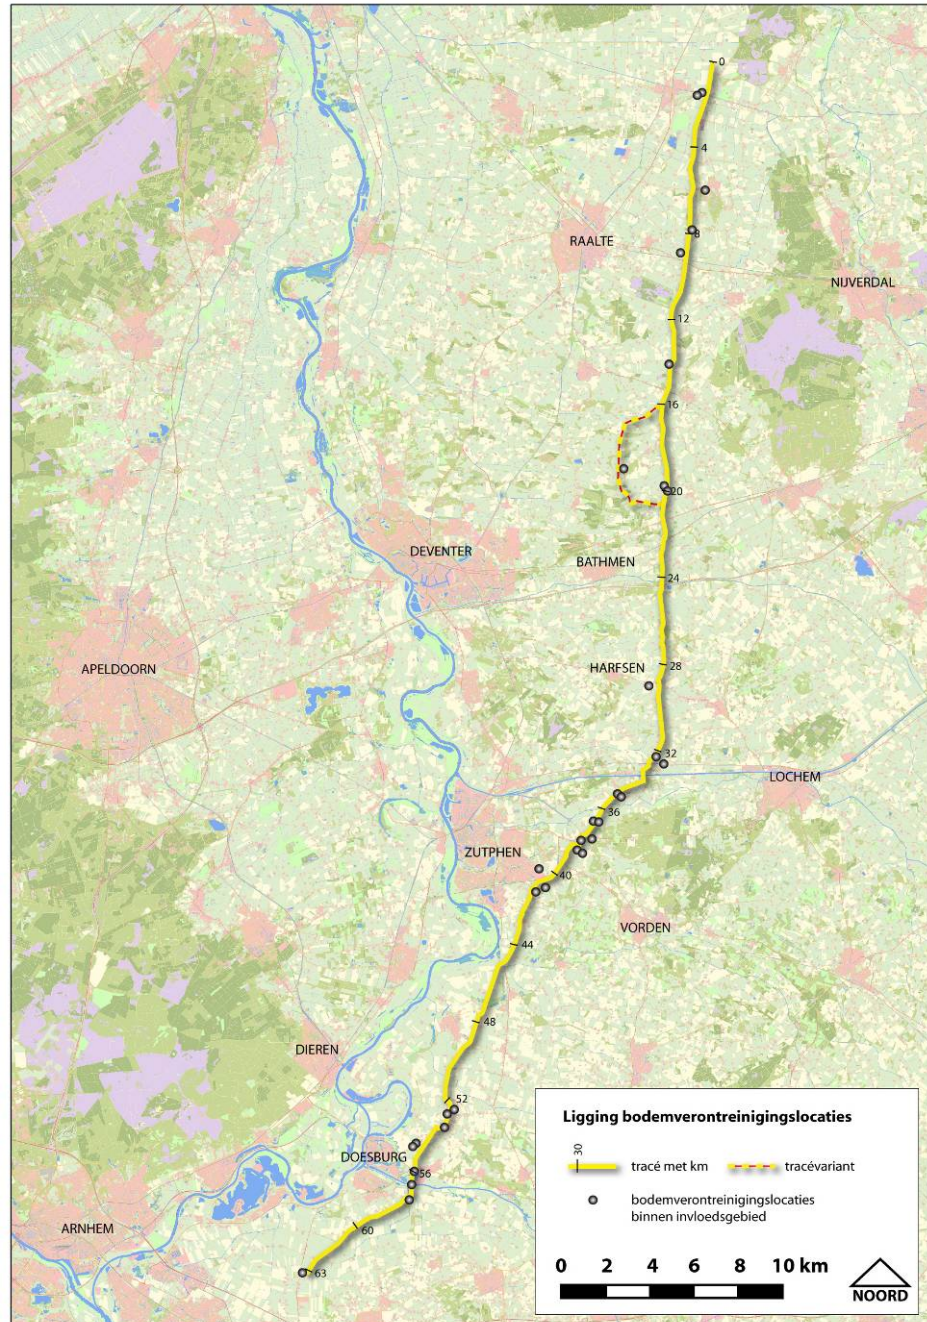 0
4
RAALTE
8
NIJVERDAL
12
16
20
DEVENTER
BATHMEN
24
APELDOORN
HARFSEN
28
32
LOCHEM
36
ZUTPHEN
40
VORDEN
44
48
DIEREN
52
DOESBURG
56
ARNHEM
60
63
Ligging bodemverontreinigingslocaties
30
tracé met km
tracévariant
bodemverontreinigingslocaties
binnen invloedsgebied
0 2 4 6 8 10 km
NOORD